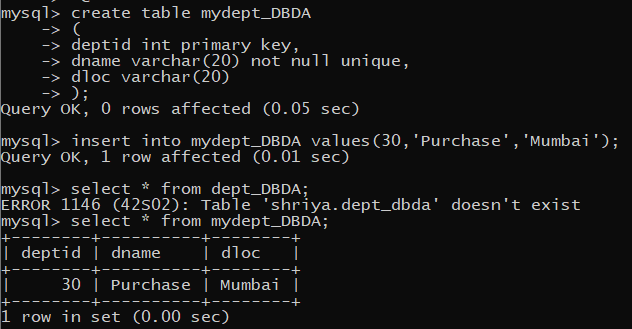 mysql> create table mydept_DBDA
    -> (
    -> deptid int primary key,
    -> dname varchar(20) not null unique,
    -> dloc varchar(20)
    -> );
Query OK, 0 rows affected (0.05 sec)

mysql> insert into mydept_DBDA values(30,'Purchase','Mumbai');
Query OK, 1 row affected (0.01 sec)

mysql> select * from dept_DBDA;
ERROR 1146 (42S02): Table 'shriya.dept_dbda' doesn't exist
mysql> select * from mydept_DBDA;
+--------+----------+--------+
| deptid | dname    | dloc   |
+--------+----------+--------+
|     30 | Purchase | Mumbai |
+--------+----------+--------+
1 row in set (0.00 sec)